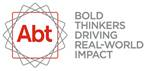 Abt
BOLD
THINKERS
DRIVING
REAL-WORLD
IMPACT